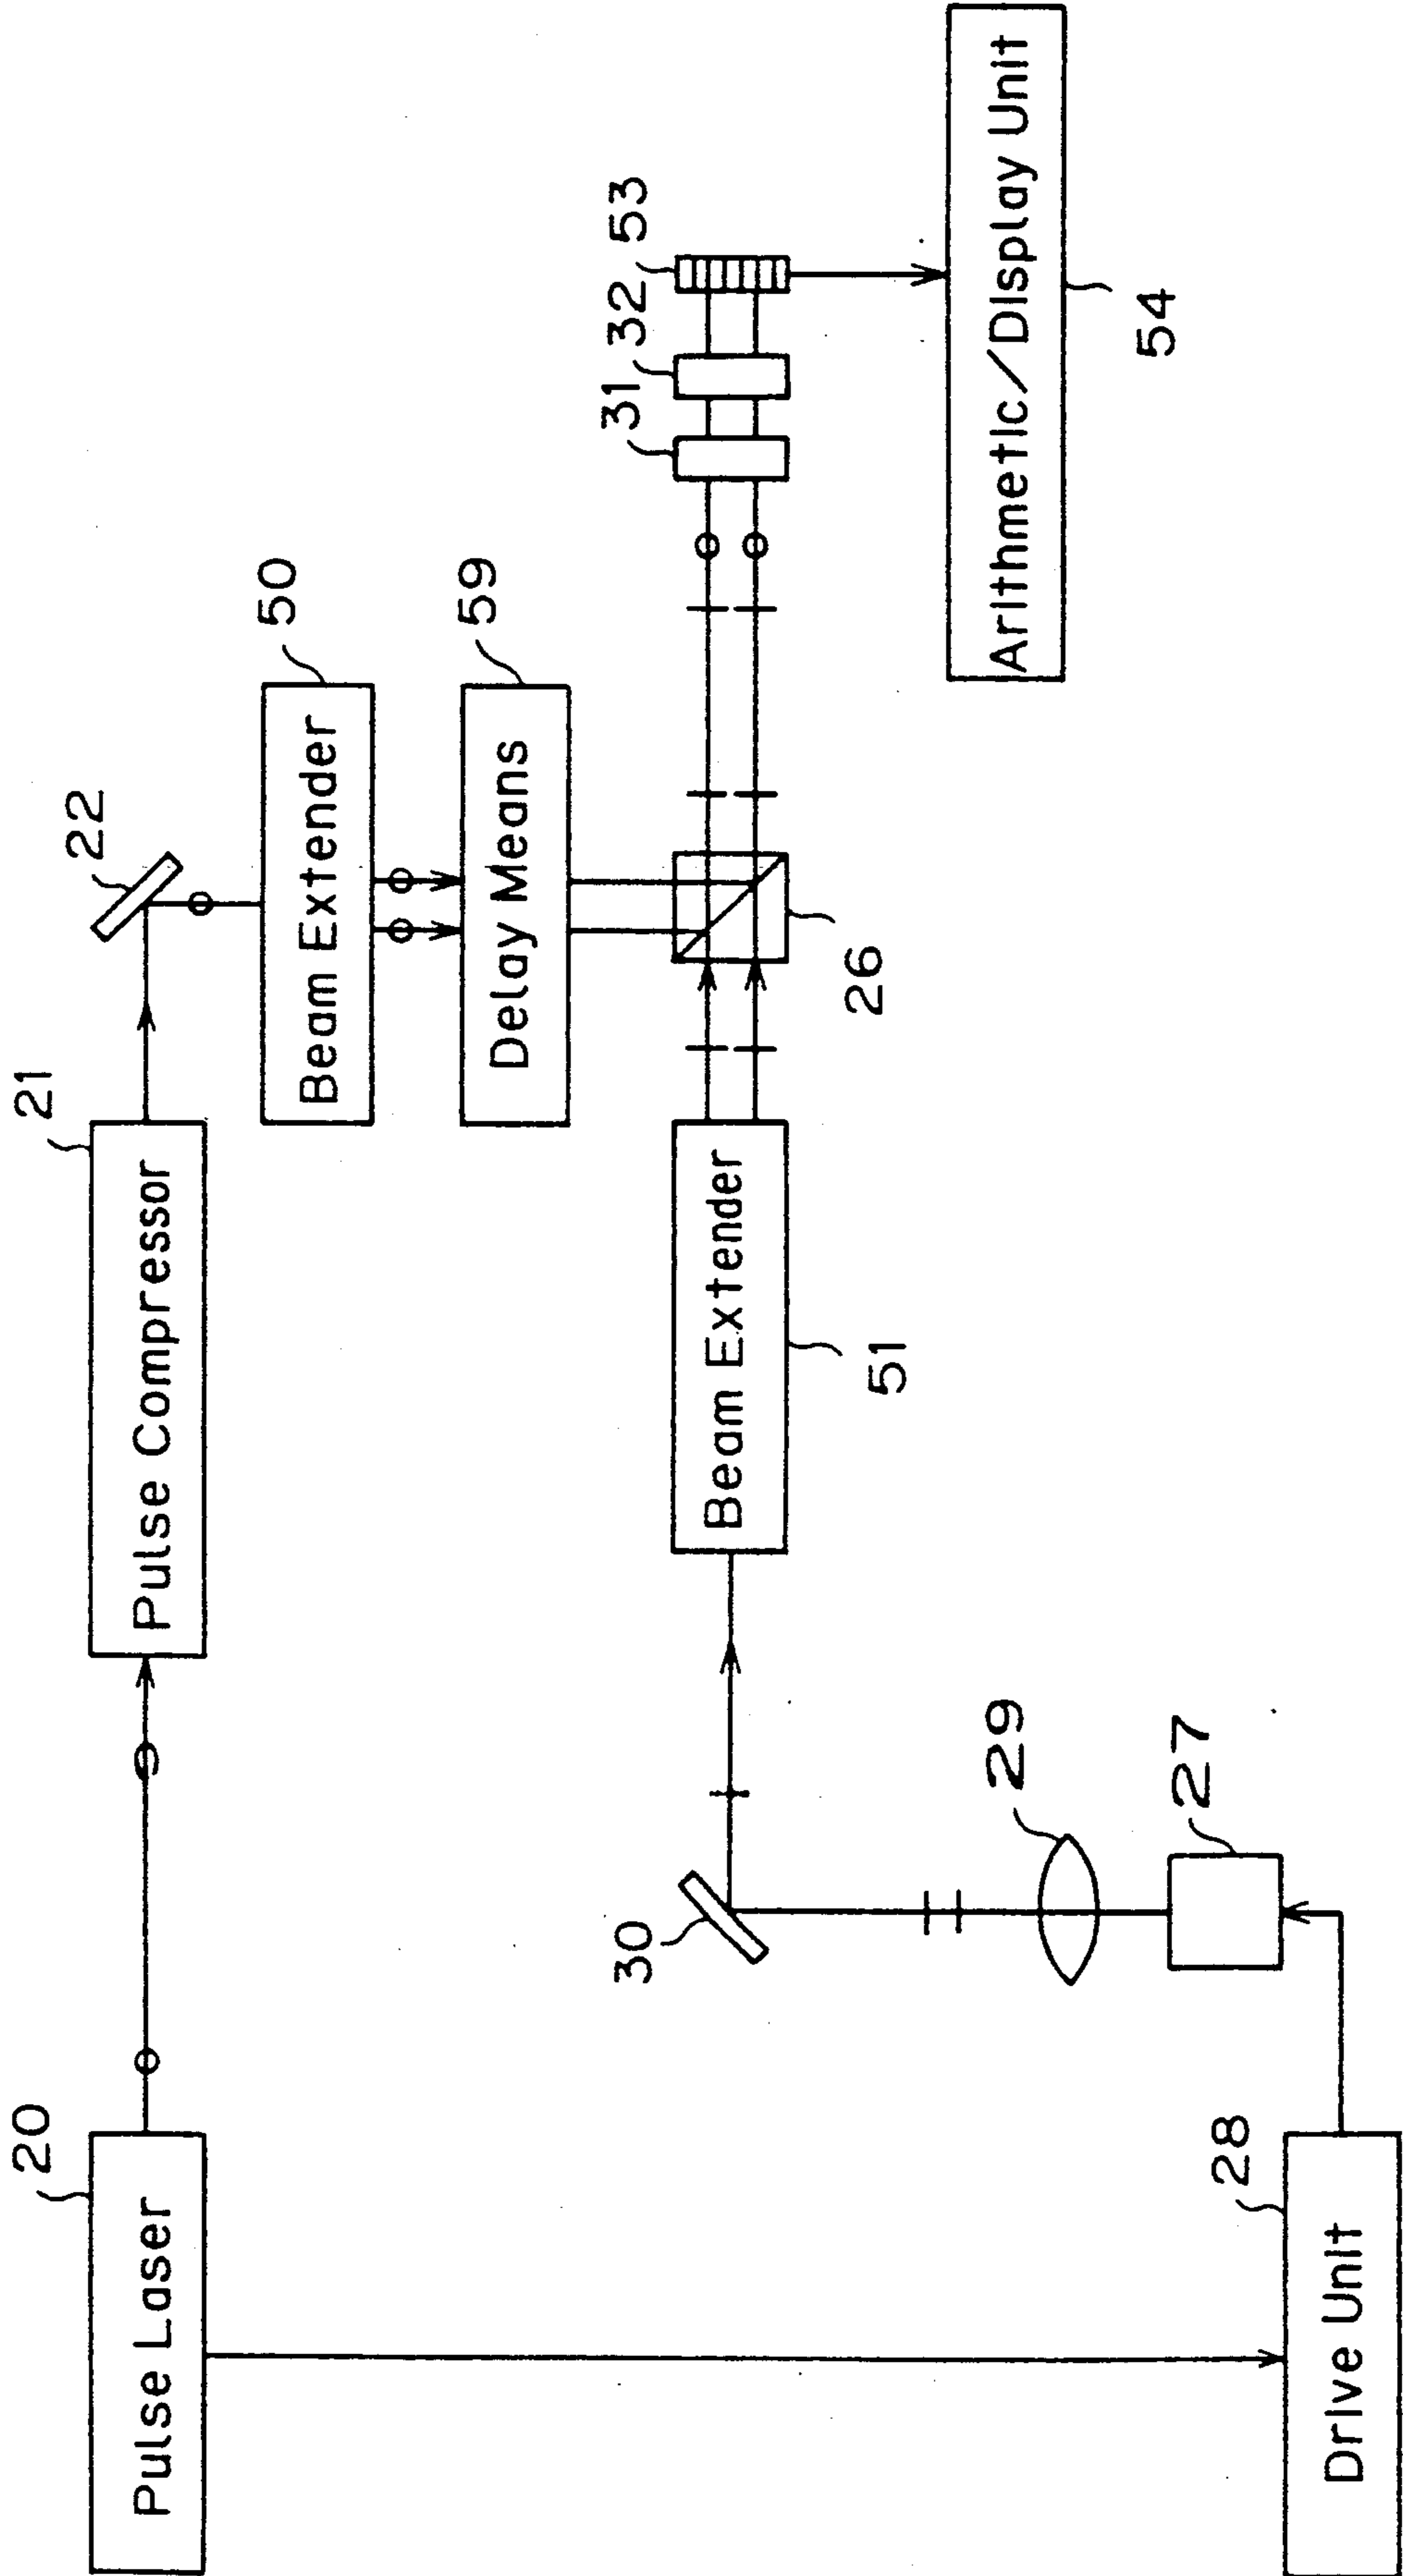 20
Pulse Laser
21
Pulse Compressor
22
50
Beam Extender
59
Delay Means
30
Beam Extender
51
26
31
32
53
29
27
28
Drive Unit
Arithmetic/Display Unit
54